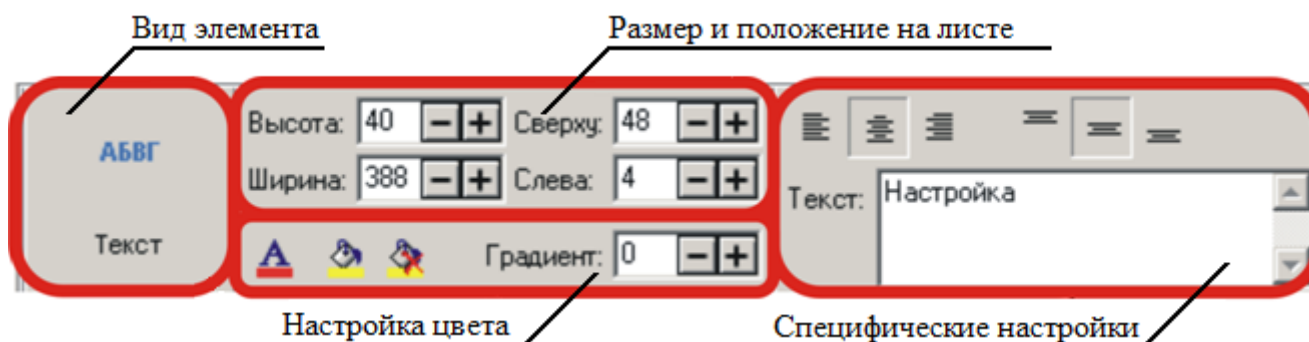 Вид элемента
Размер и положение на листе
АБВГ
Текст
Высота: 40 Сверху: 48
Ширина: 388 Слева: 4
A Градиент: 0
Текст: Настройка
Настройка цвета
Специфические настройки